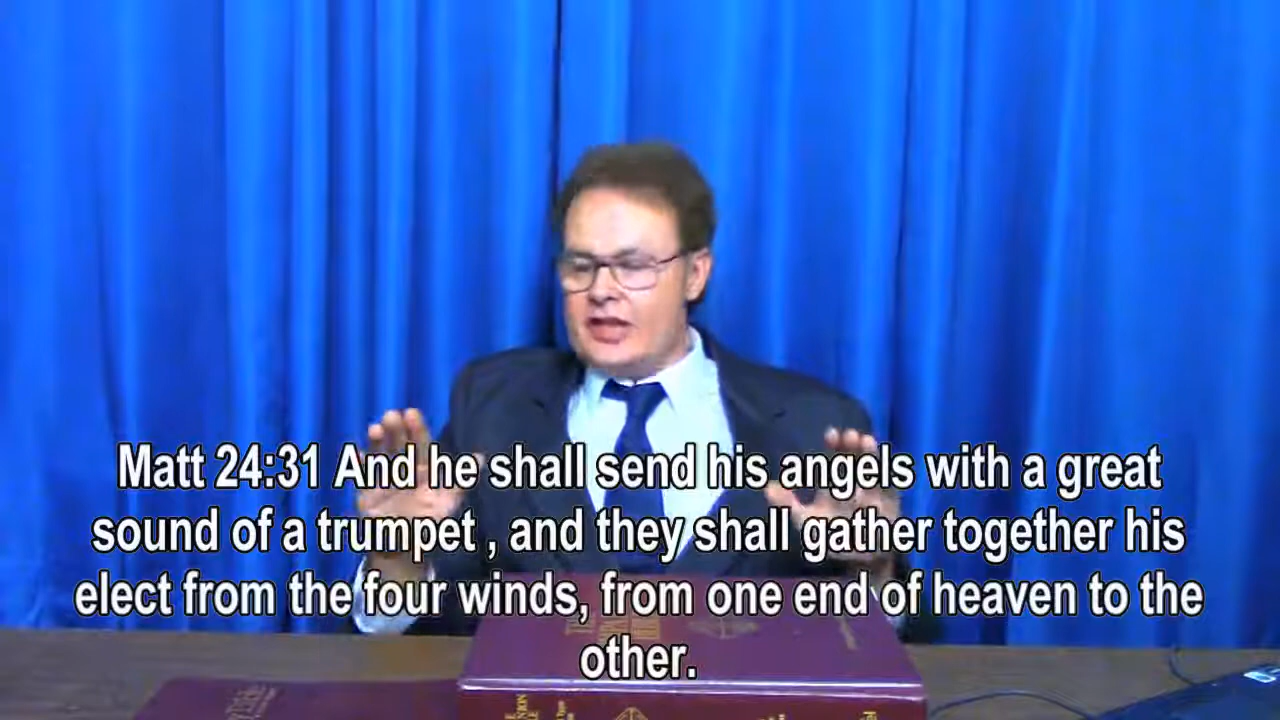 Matt 24:31 And he shall send his angels with a great
sound of a trumpet , and they shall gather together his
elect from the four winds, from one end of heaven to the
other.